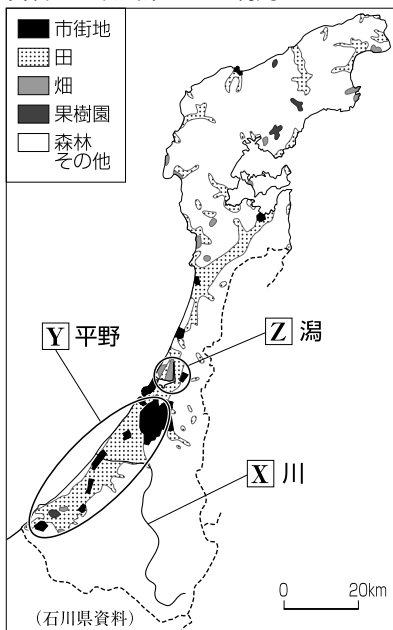 市街地
田
畑
果樹園
森林
その他
Y 平野
Z 潟
X 川
0 20km
(石川県資料)